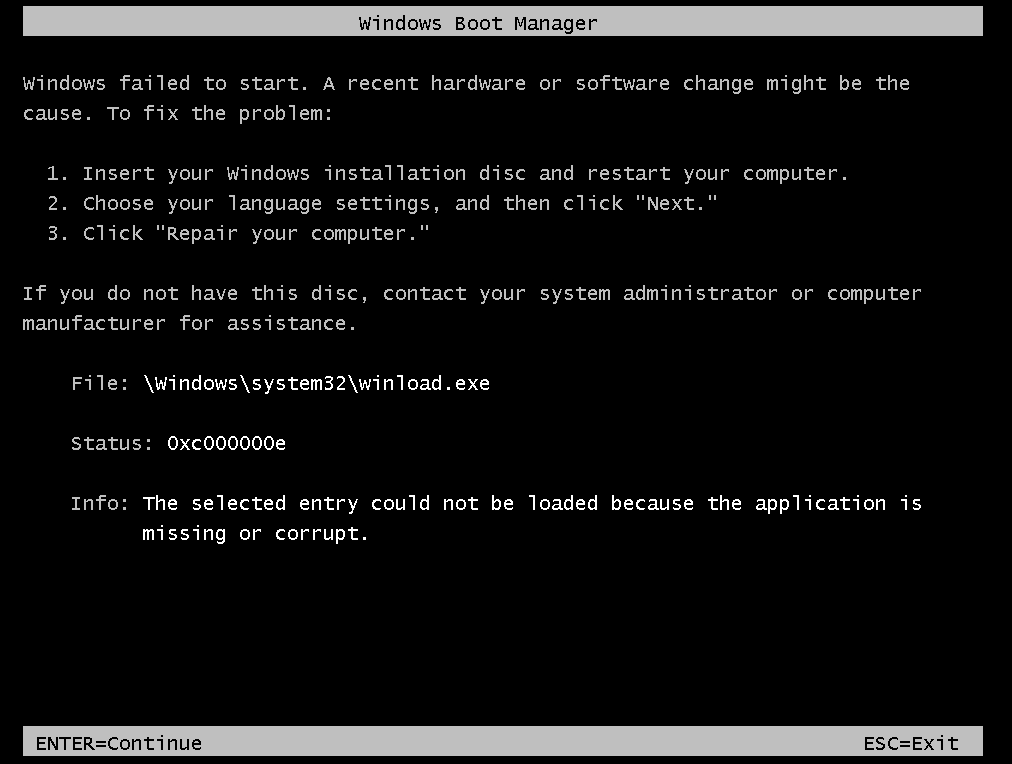 Windows Boot Manager
Windows failed to start. A recent hardware or software change might be the
cause. To fix the problem:
1. Insert your Windows installation disc and restart your computer.
2. Choose your language settings, and then click "Next."
3. Click "Repair your computer."
If you do not have this disc, contact your system administrator or computer
manufacturer for assistance.
File: \Windows\system32\winload.exe
Status: 0xc000000e
Info: The selected entry could not be loaded because the application is
missing or corrupt.
ENTER=Continue ESC=Exit